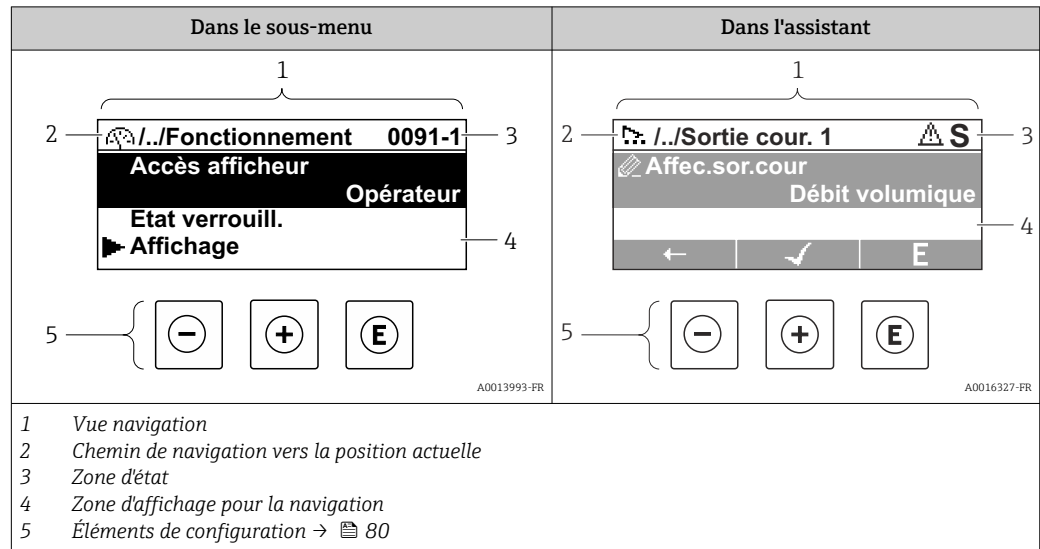 Dans le sous-menu
Dans l'assistant
1
2
/../Fonctionnement 0091-1
3
Accès afficheur
Opérateur
Etat verrouill.
Affichage
4
5
- + E
A0013993-FR
1
2
/../Sortie cour. 1 S
3
Affec.sor.cour
Débit volumique
4
← ✓ E
5
- + E
A0016327-FR
1 Vue navigation
2 Chemin de navigation vers la position actuelle
3 Zone d'état
4 Zone d'affichage pour la navigation
5 Éléments de configuration → 80